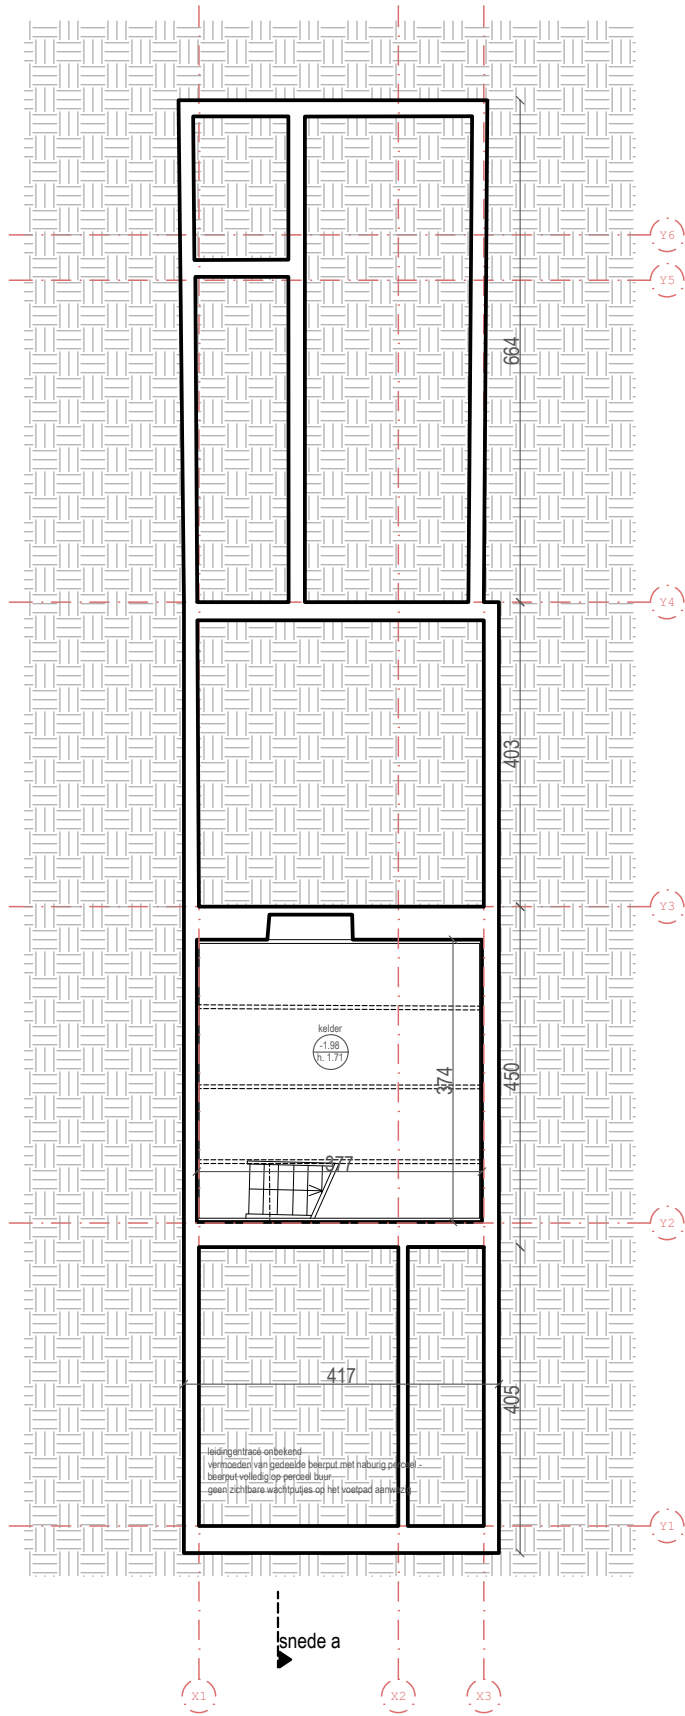 Y6
Y5
664
Y4
403
Y3
kelder
-1.98
h. 1.71
374
450
377
Y2
417
405
leidingentracé onbekend
vermoeden van gedeelde beerput met naburig perceel -
beerput volledig op perceel buur
geen zichtbare wachtputjes op het voetpad aanwezig
Y1
snede a
X1
X2
X3